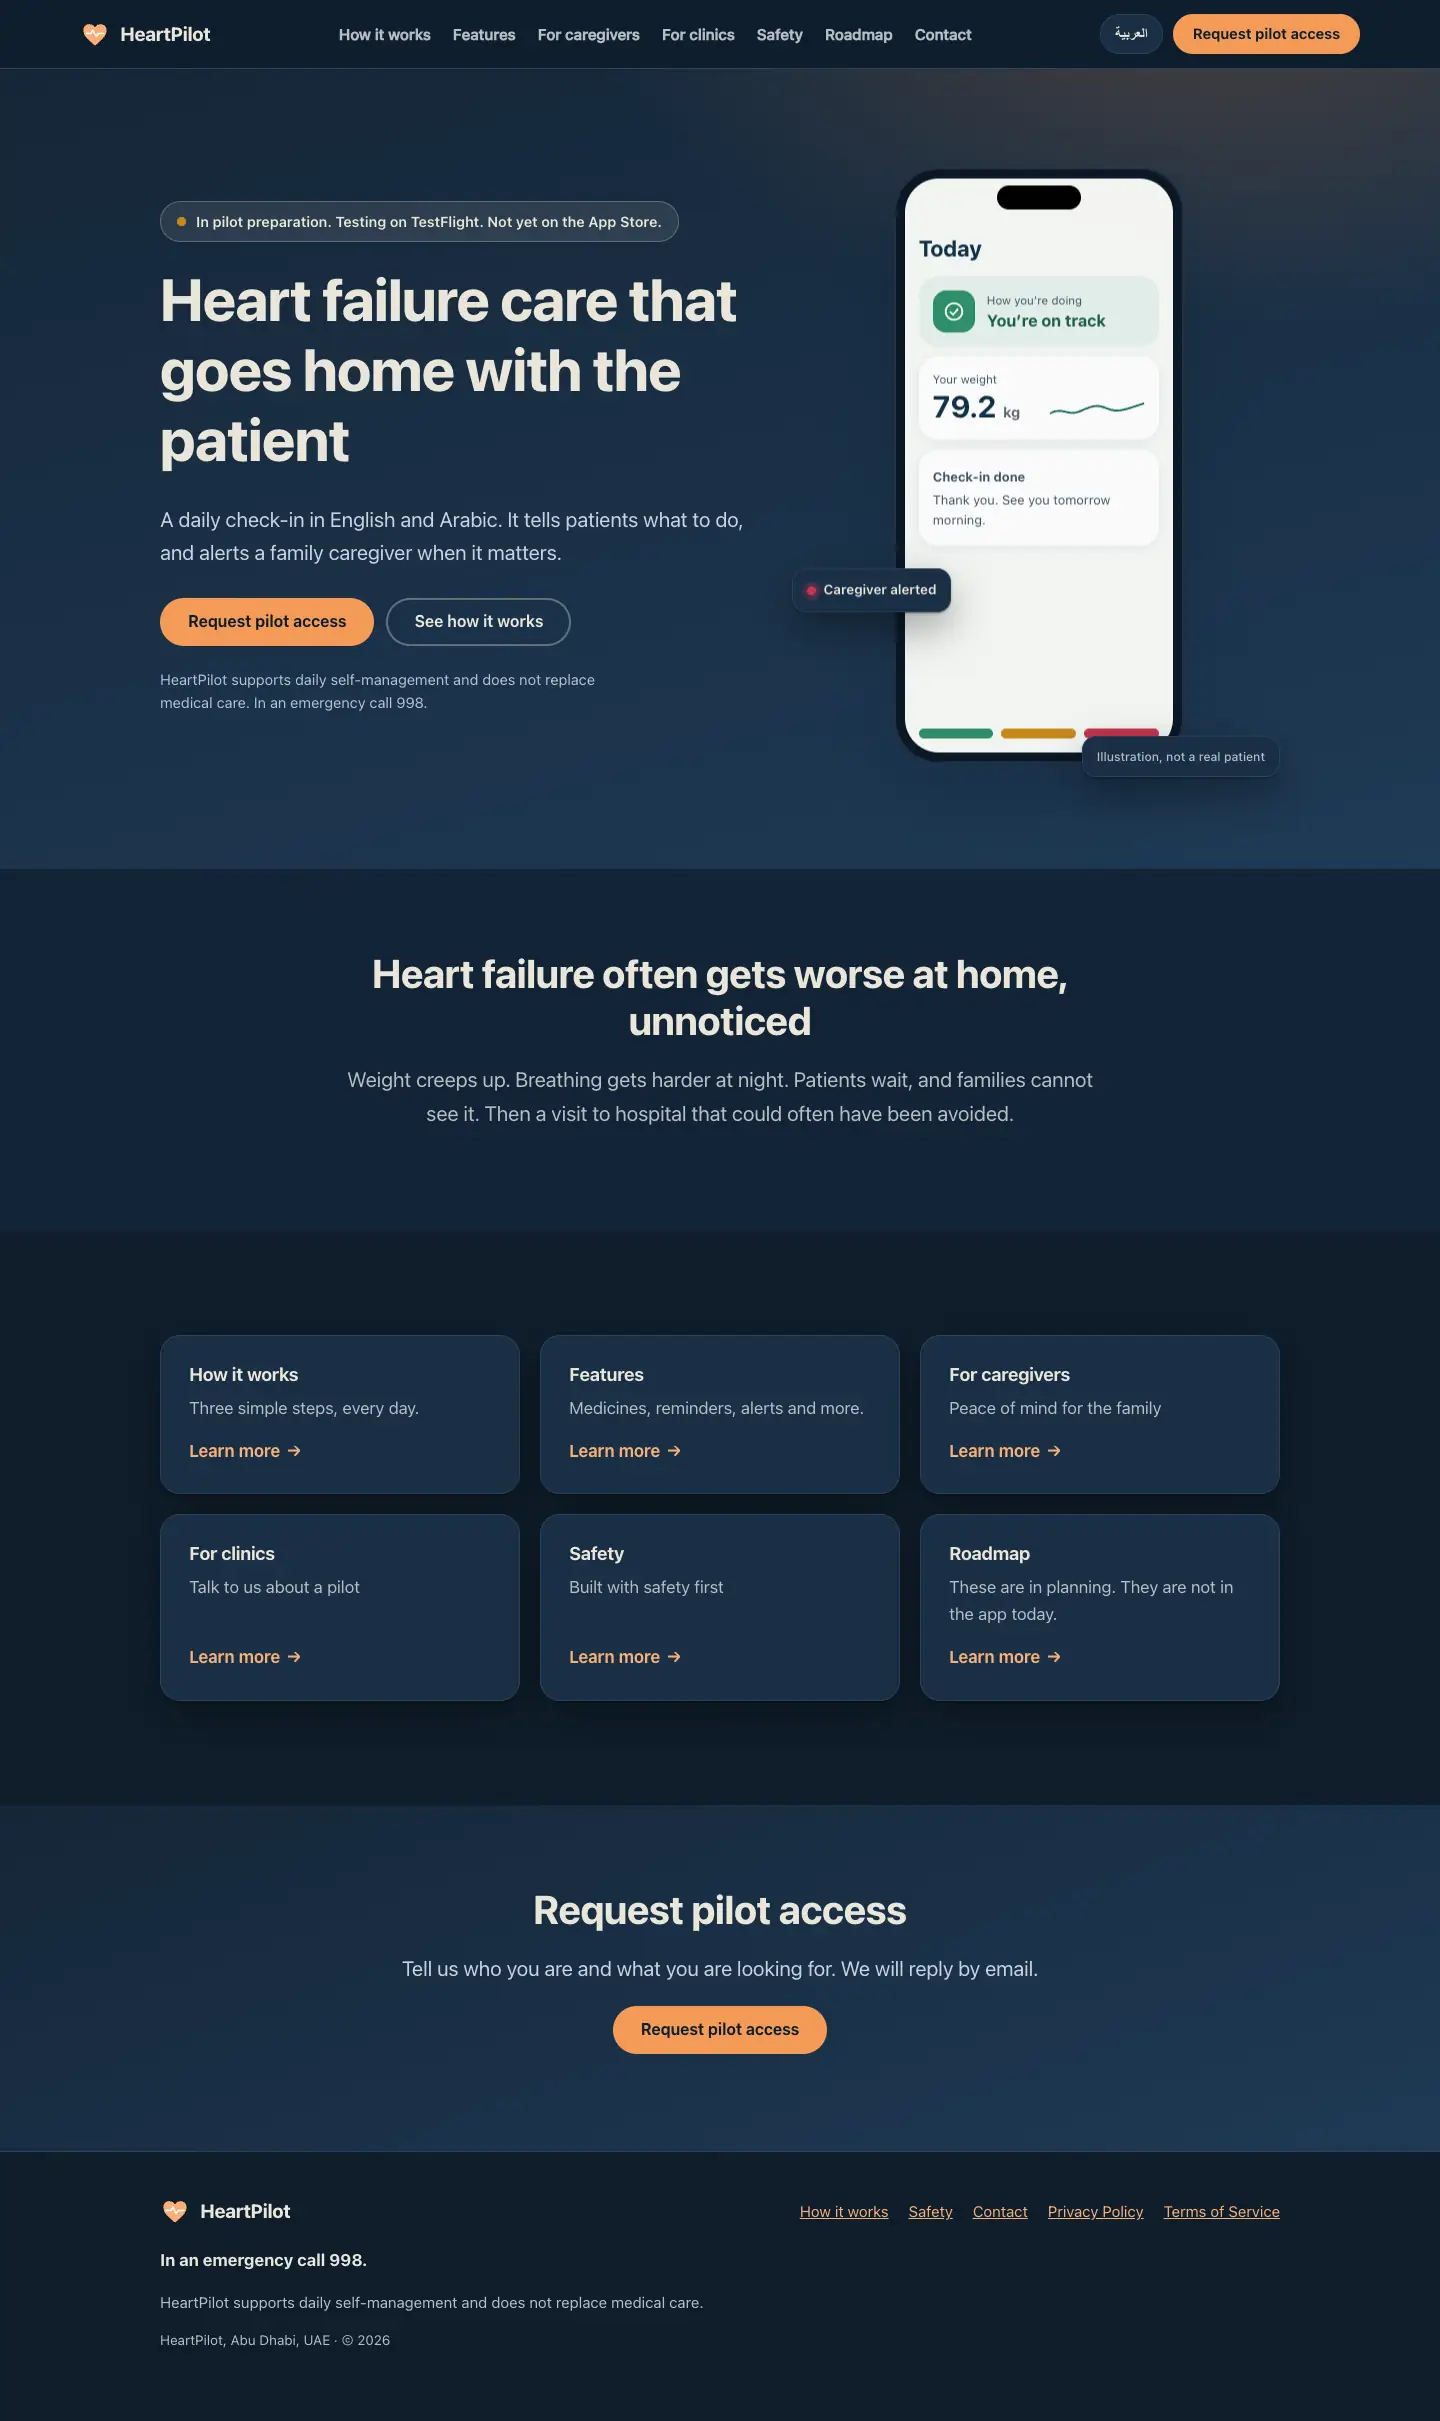 HeartPilot
How it works
Features
For caregivers
For clinics
Safety
Roadmap
Contact
العربية
Request pilot access
In pilot preparation. Testing on TestFlight. Not yet on the App Store.
Heart failure care that
goes home with the
patient
A daily check-in in English and Arabic. It tells patients what to do,
and alerts a family caregiver when it matters.
Request pilot access
See how it works
HeartPilot supports daily self-management and does not replace
medical care. In an emergency call 998.
Today
How you're doing
You're on track
Your weight
79.2 kg
Check-in done
Thank you. See you tomorrow
morning.
Caregiver alerted
Illustration, not a real patient
Heart failure often gets worse at home,
unnoticed
Weight creeps up. Breathing gets harder at night. Patients wait, and families cannot
see it. Then a visit to hospital that could often have been avoided.
How it works
Three simple steps, every day.
Learn more →
Features
Medicines, reminders, alerts and more.
Learn more →
For caregivers
Peace of mind for the family
Learn more →
For clinics
Talk to us about a pilot
Learn more →
Safety
Built with safety first
Learn more →
Roadmap
These are in planning. They are not in
the app today.
Learn more →
Request pilot access
Tell us who you are and what you are looking for. We will reply by email.
Request pilot access
HeartPilot
How it works
Safety
Contact
Privacy Policy
Terms of Service
In an emergency call 998.
HeartPilot supports daily self-management and does not replace medical care.
HeartPilot, Abu Dhabi, UAE · © 2026